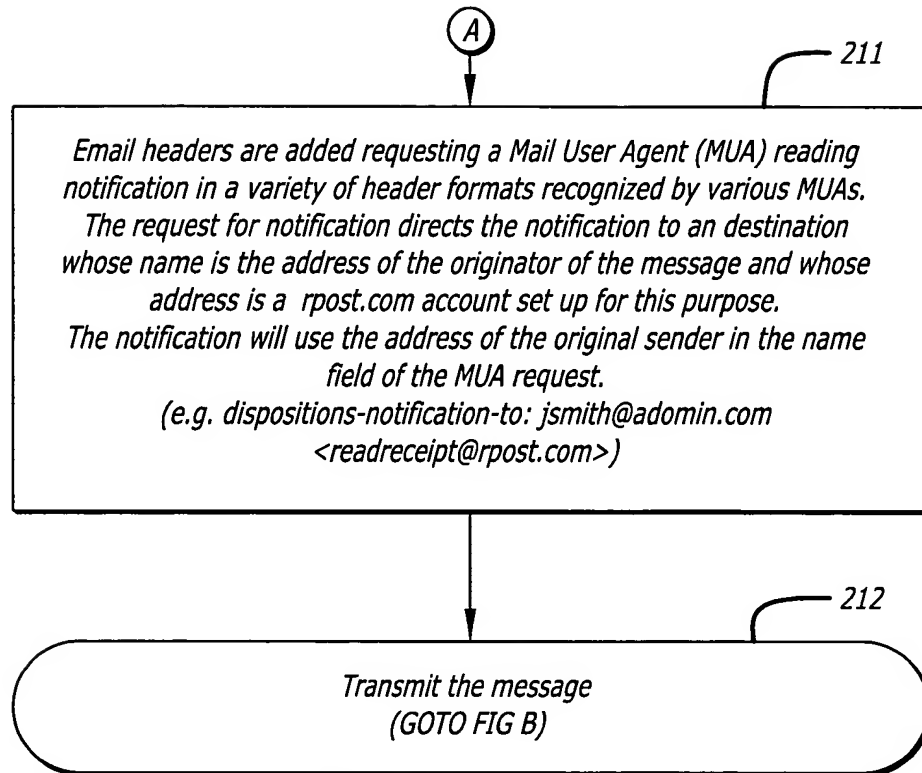 A
211
Email headers are added requesting a Mail User Agent (MUA) reading
notification in a variety of header formats recognized by various MUAs.
The request for notification directs the notification to an destination
whose name is the address of the originator of the message and whose
address is a rpost.com account set up for this purpose.
The notification will use the address of the original sender in the name
field of the MUA request.
(e.g. dispositions-notification-to: jsmith@adomin.com
<readreceipt@rpost.com>)
212
Transmit the message
(GOTO FIG B)